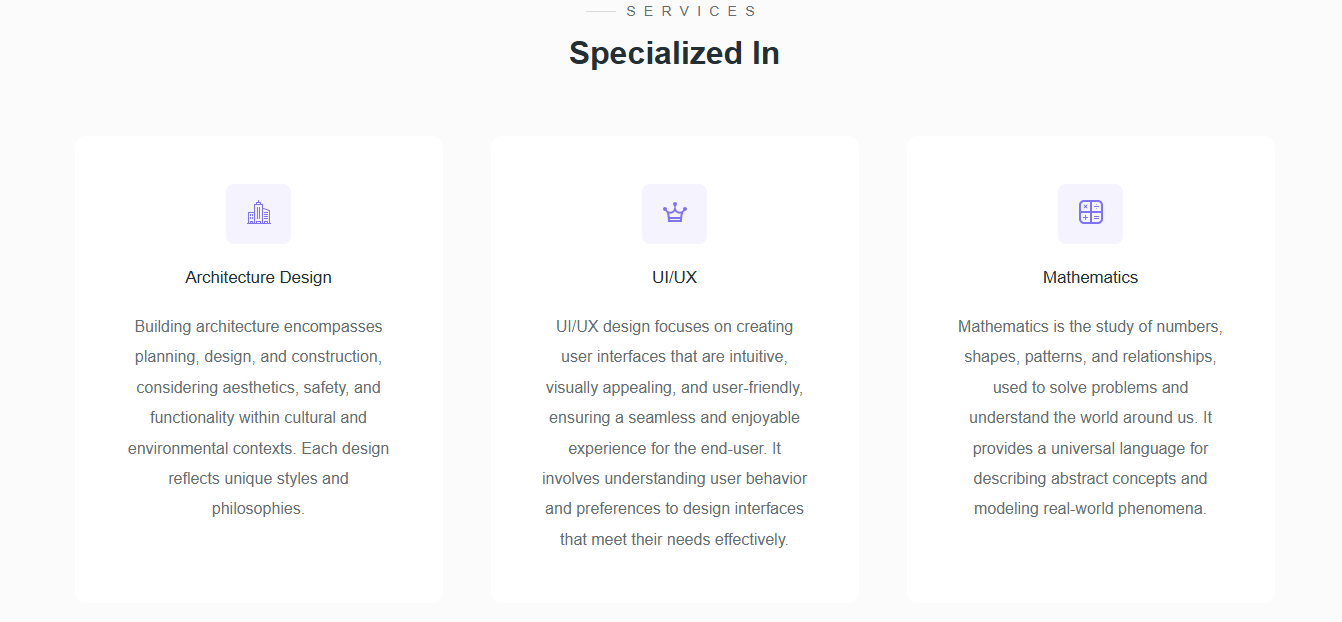 SERVICES
Specialized In
Architecture Design
Building architecture encompasses
planning, design, and construction,
considering aesthetics, safety, and
functionality within cultural and
environmental contexts. Each design
reflects unique styles and
philosophies.
UI/UX
UI/UX design focuses on creating
user interfaces that are intuitive,
visually appealing, and user-friendly,
ensuring a seamless and enjoyable
experience for the end-user. It
involves understanding user behavior
and preferences to design interfaces
that meet their needs effectively.
Mathematics
Mathematics is the study of numbers,
shapes, patterns, and relationships,
used to solve problems and
understand the world around us. It
provides a universal language for
describing abstract concepts and
modeling real-world phenomena.